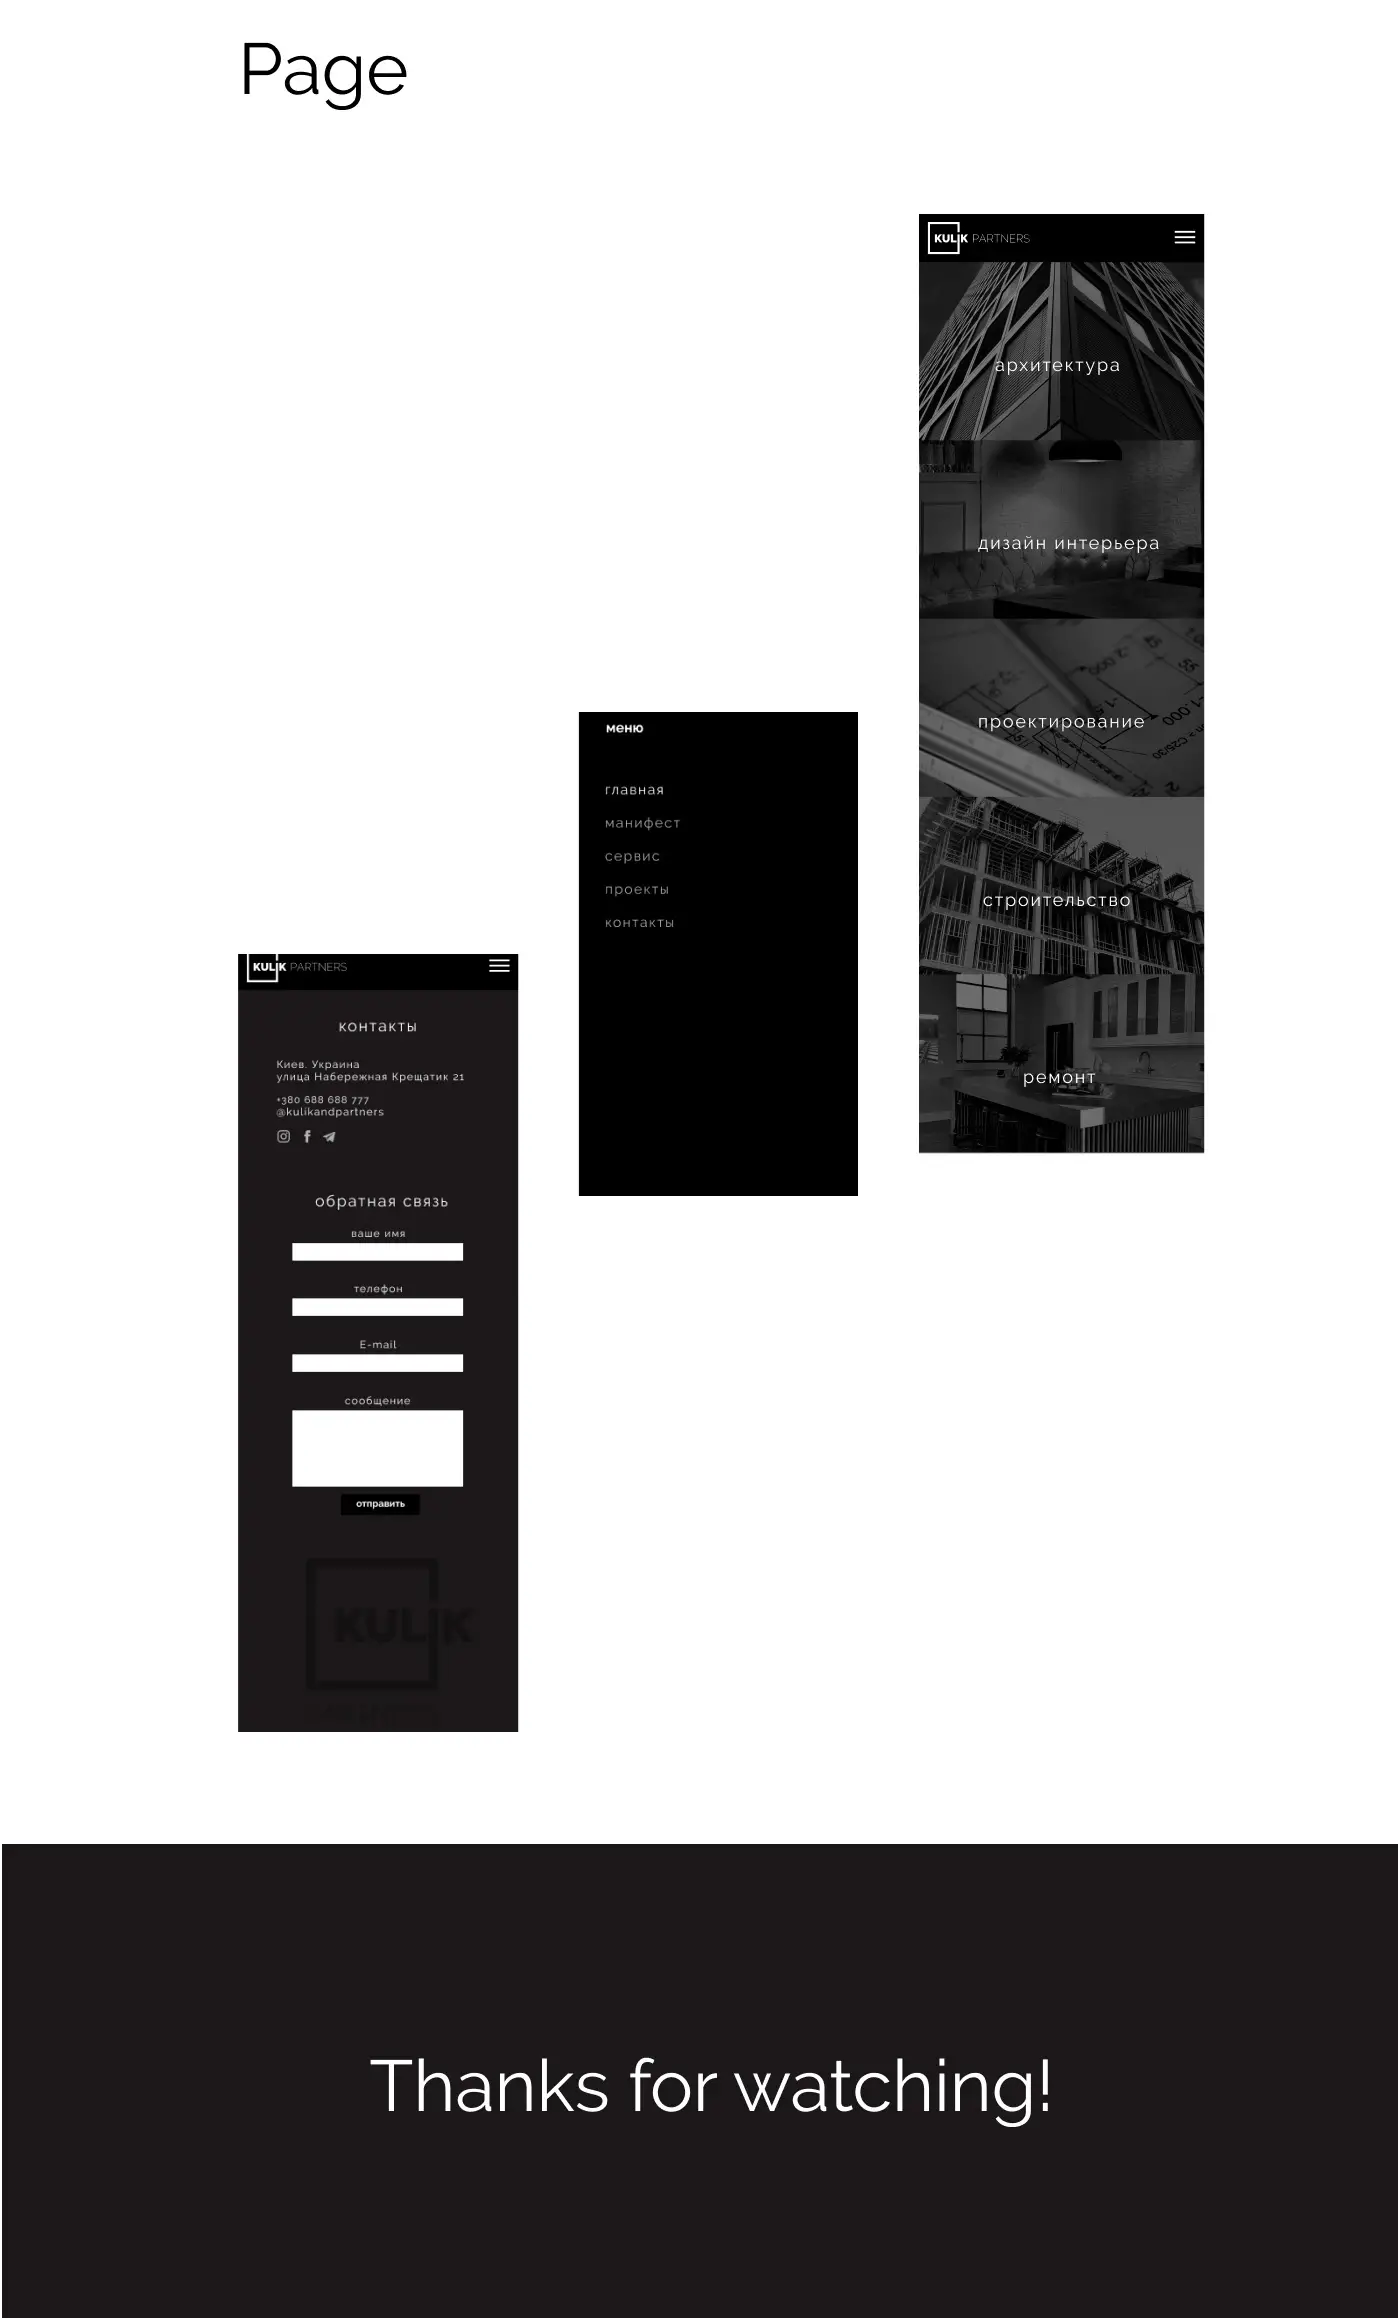 Page
KULIK PARTNERS
архитектура
дизайн интерьера
проектирование
строительство
ремонт
меню
главная
манифест
сервис
проекты
контакты
KULIK PARTNERS
контакты
Киев. Украина
улица Набережная Крещатик 21
+380 688 688 777
@kulikandpartners
обратная связь
ваше имя
телефон
E-mail
сообщение
отправить
KULIK
Thanks for watching!